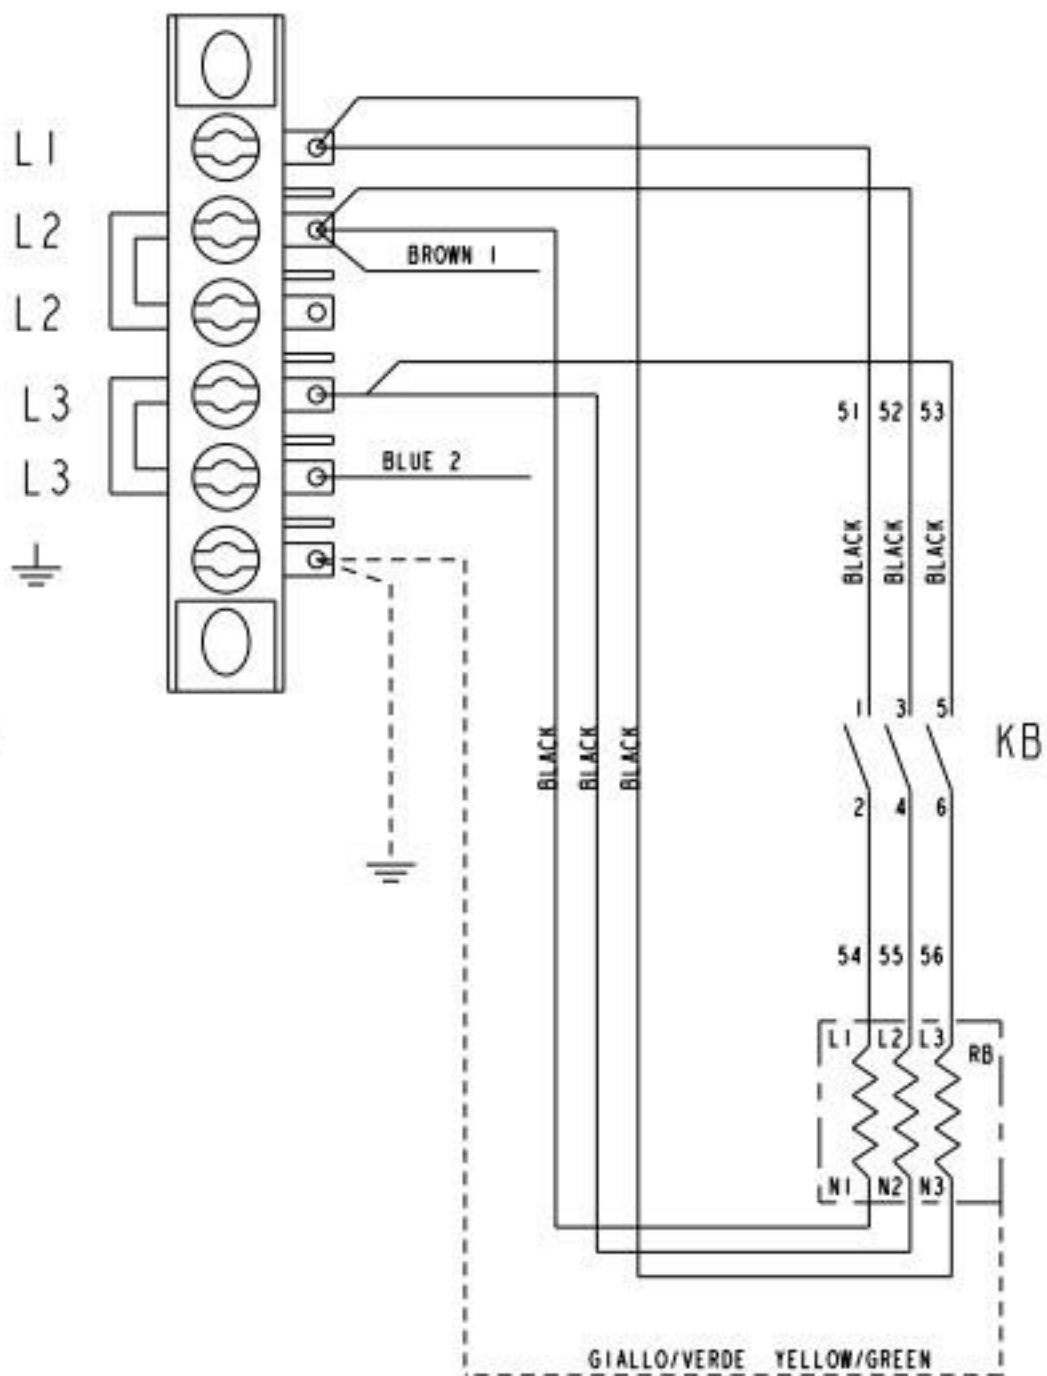 L1
L2
BROWN 1
L2
L3
51 52 53
L3
BLUE 2
BLACK BLACK BLACK
1 3 5
KB
BLACK BLACK BLACK
2 4 6
54 55 56
L1 L2 L3
RB
N1 N2 N3
GIALLO/VERDE YELLOW/GREEN